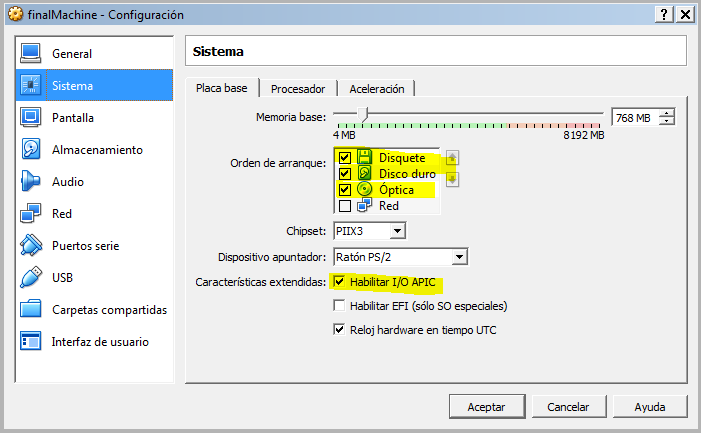 finalMachine - Configuración
General
Sistema
Pantalla
Almacenamiento
Audio
Red
Puertos serie
USB
Carpetas compartidas
Interfaz de usuario
Sistema
Placa base Procesador Aceleración
Memoria base: 768 MB
4 MB 8192 MB
Orden de arranque: Disquete
Disco duro
Óptica
Red
Chipset: PIIX3
Dispositivo apuntador: Ratón PS/2
Características extendidas: Habilitar I/O APIC
Habilitar EFI (sólo SO especiales)
Reloj hardware en tiempo UTC
Aceptar Cancelar Ayuda